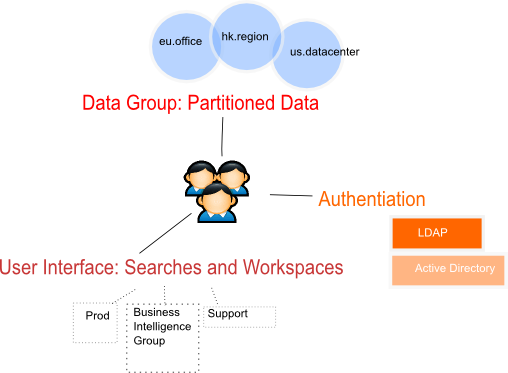 eu.office
hk.region
us.datacenter
Data Group: Partitioned Data
Authentiation
LDAP
Active Directory
User Interface: Searches and Workspaces
Prod
Business
Intelligence
Group
Support